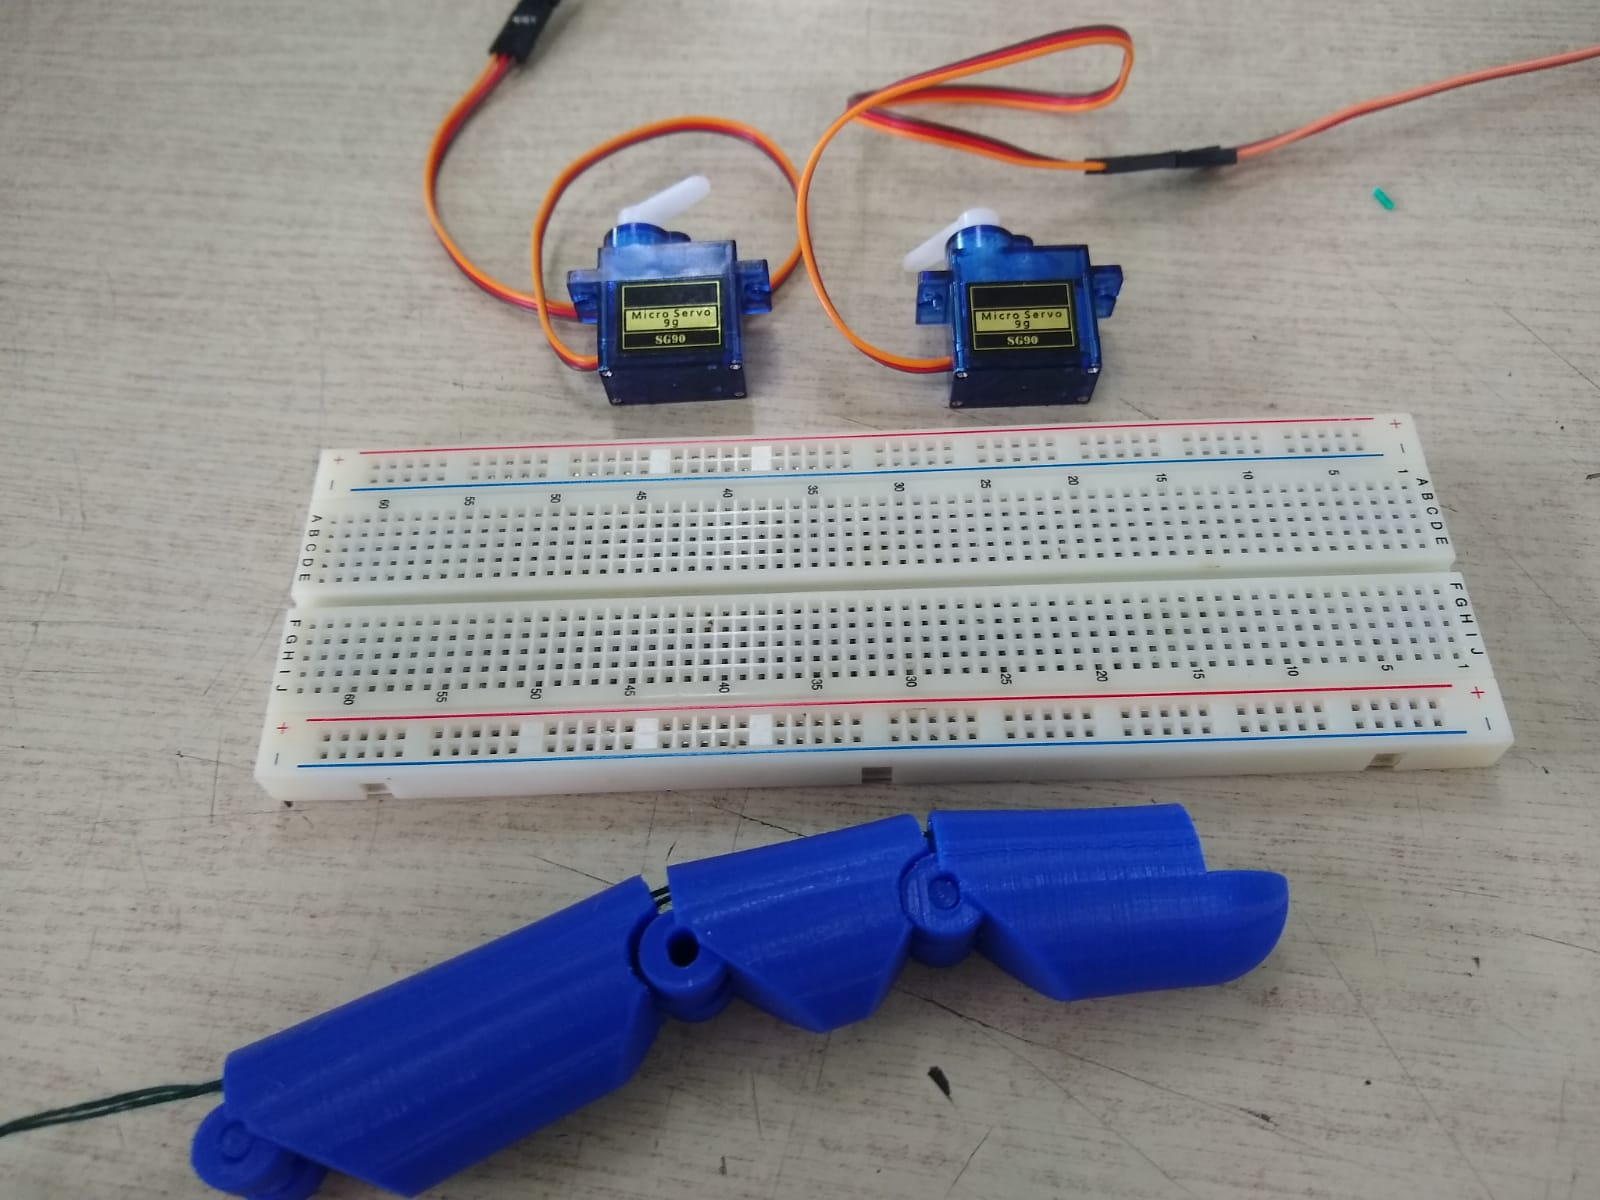 Micro Servo
9g
SG90
Micro Servo
9g
SG90
+ +
- -
60 55 50 45 40 35 30 25 20 15 10 5 1
A A
B B
C C
D D
E E
F F
G G
H H
I I
J J
60 55 50 45 40 35 30 25 20 15 10 5 1
+ +
- -